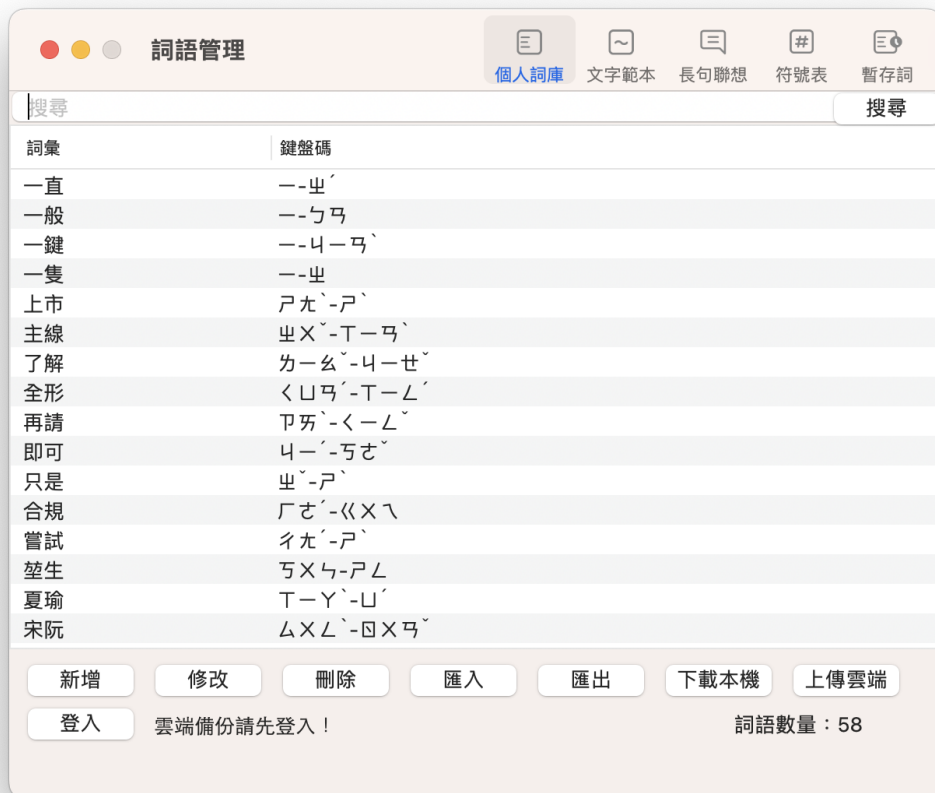 詞語管理
個人詞庫 文字範本 長句聯想 符號表 暫存詞
搜尋 搜尋
詞彙 鍵盤碼
一直 ㄧ-ㄓˊ
一般 ㄧ-ㄅㄢ
一鍵 ㄧ-ㄐㄧㄢˋ
一隻 ㄧ-ㄓ
上市 ㄕㄤˋ-ㄕˋ
主線 ㄓㄨˇ-ㄒㄧㄢˋ
了解 ㄌㄧㄠˇ-ㄐㄧㄝˇ
全形 ㄑㄩㄢˊ-ㄒㄧㄥˊ
再請 ㄗㄞˋ-ㄑㄧㄥˇ
即可 ㄐㄧˊ-ㄎㄜˇ
只是 ㄓˇ-ㄕˋ
合規 ㄏㄜˊ-ㄍㄨㄟ
嘗試 ㄔㄤˊ-ㄕˋ
堃生 ㄎㄨㄣ-ㄕㄥ
夏瑜 ㄒㄧㄚˋ-ㄩˊ
宋阮 ㄙㄨㄥˋ-ㄖㄨㄢˇ
新增 修改 刪除 匯入 匯出 下載本機 上傳雲端
登入 雲端備份請先登入！ 詞語數量：58